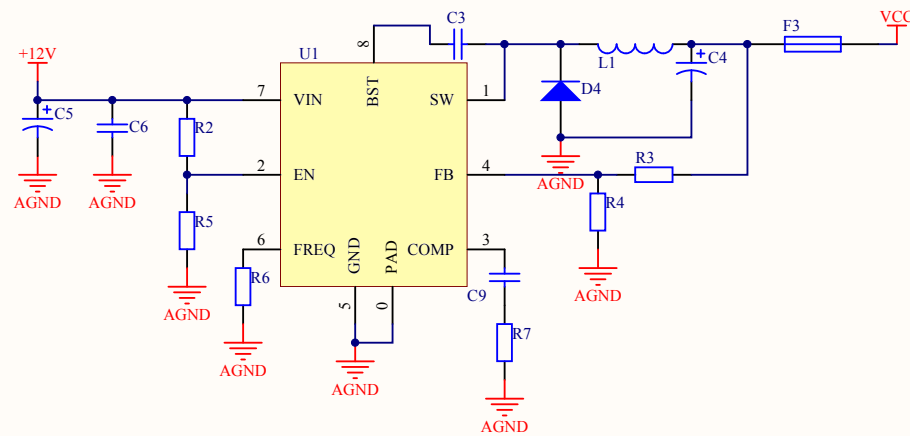 C3
F3
VCC
+12V
8
U1
L1
C4
7
VIN
BST
SW
1
D4
C5
C6
R2
AGND
2
EN
FB
4
R3
AGND
AGND
AGND
R5
R4
6
FREQ
GND
PAD
COMP
3
R6
5
0
C9
AGND
AGND
R7
AGND
AGND
AGND